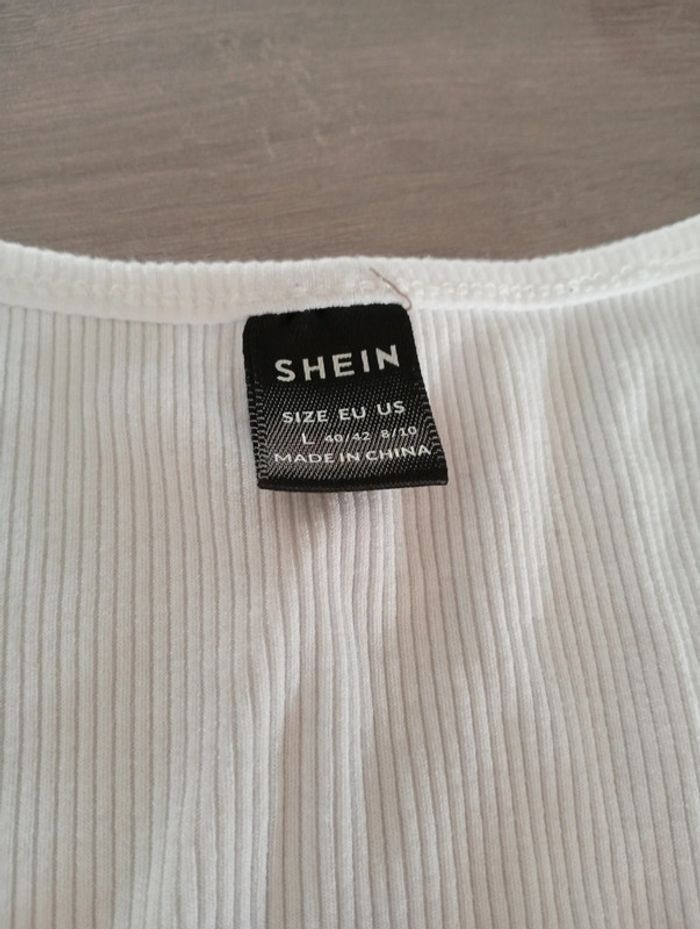 SHEIN
SIZE EU US
L 40/42 8/10
MADE IN CHINA